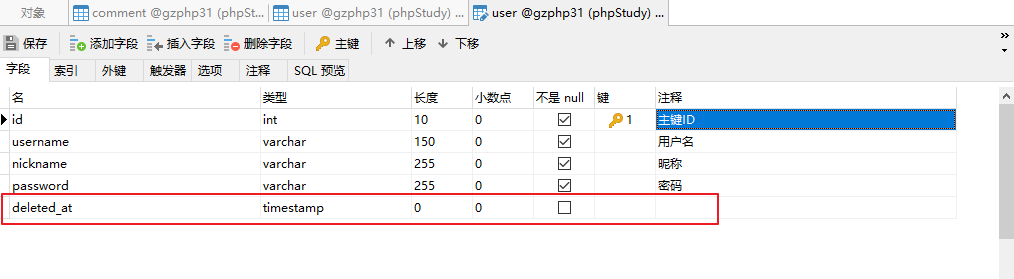 对象 comment @gzphp31 (phpSt... user @gzphp31 (phpStudy) ... user @gzphp31 (phpStudy) ...
保存 添加字段 插入字段 删除字段 主键 上移 下移
字段 索引 外键 触发器 选项 注释 SQL 预览
名 类型 长度 小数点 不是 null 键 注释
id int 10 0 1 主键ID
username varchar 150 0 用户名
nickname varchar 255 0 昵称
password varchar 255 0 密码
deleted_at timestamp 0 0